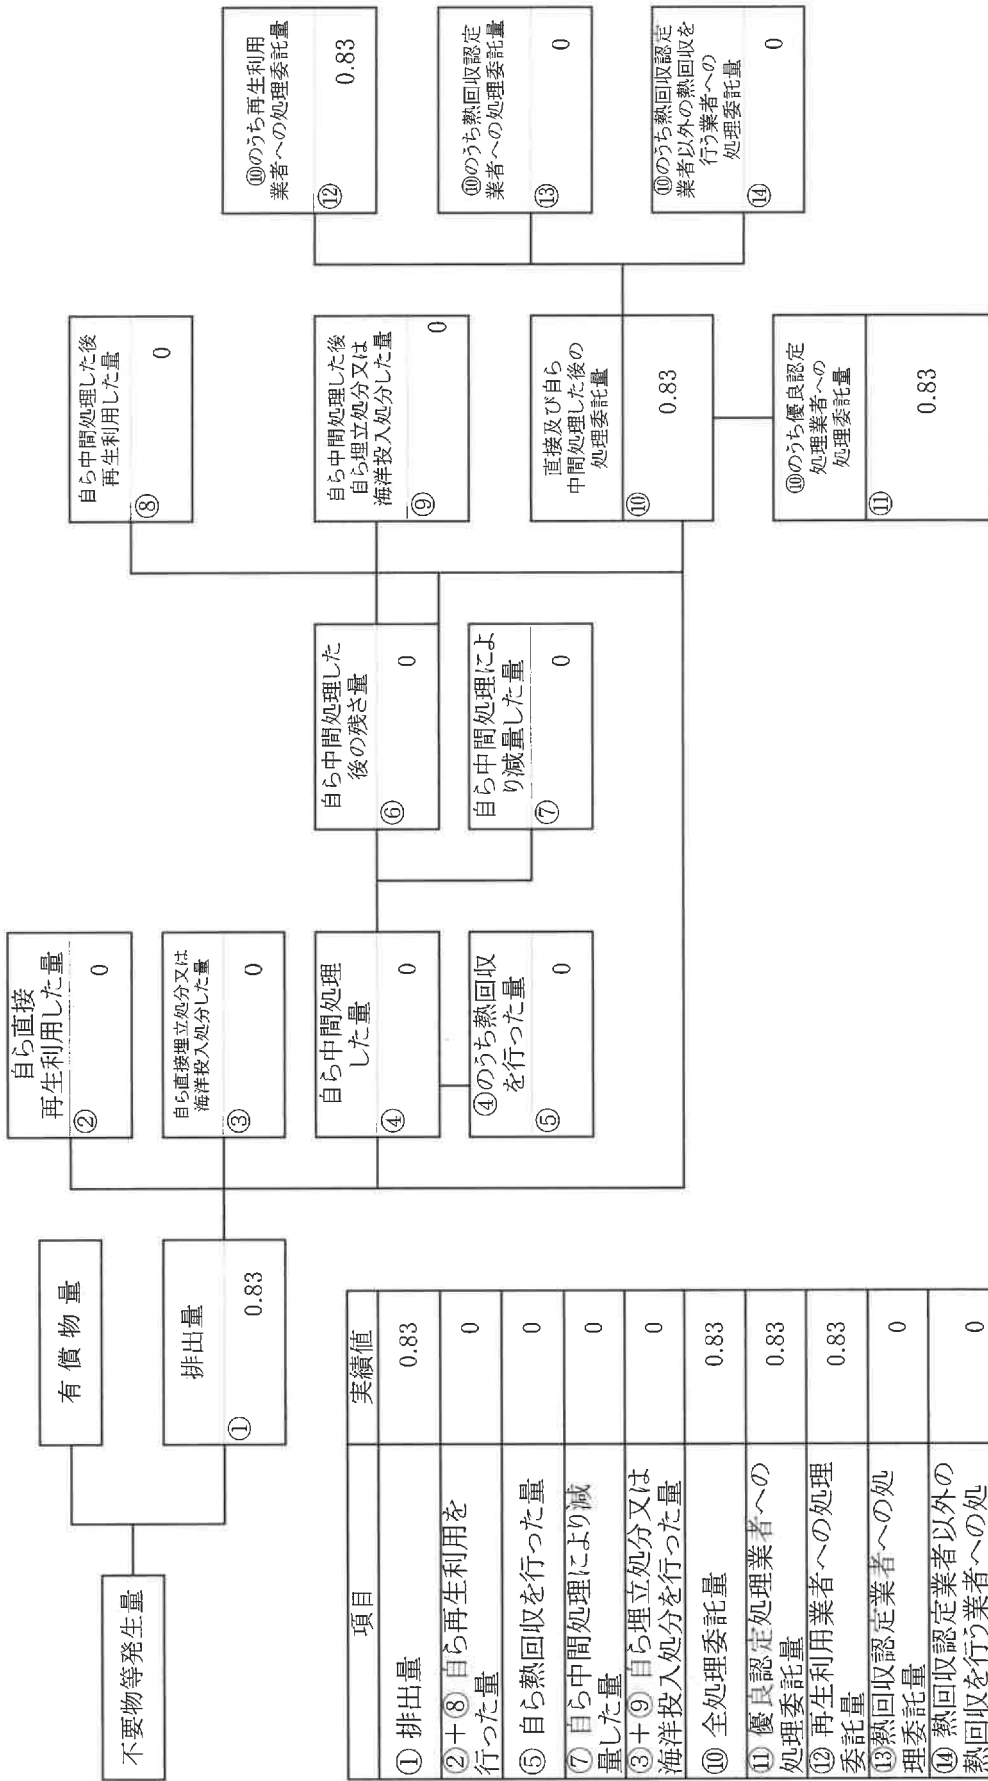 不要物等発生量
有償物量
排出量
① 0.83
自ら直接
再生利用した量
② 0
自ら直接埋立処分又は
海洋投入処分した量
③ 0
自ら中間処理
した量
④ 0
④のうち熱回収
を行った量
⑤ 0
自ら中間処理した
後の残さ量
⑥ 0
自ら中間処理によ
り減量した量
⑦ 0
自ら中間処理した後
再生利用した量
⑧ 0
自ら中間処理した後
自ら埋立処分又は
海洋投入処分した量
⑨ 0
直接及び自ら
中間処理した後の
処理委託量
⑩ 0.83
⑩のうち優良認定
処理業者への
処理委託量
⑪ 0.83
⑩のうち再生利用
業者への処理委託量
⑫ 0.83
⑩のうち熱回収認定
業者への処理委託量
⑬ 0
⑩のうち熱回収認定
業者以外の熱回収を
行う業者への
処理委託量
⑭ 0
項目 実績値
① 排出量 0.83
②+⑧ 自ら再生利用を
行った量 0
⑤ 自ら熱回収を行った量 0
⑦ 自ら中間処理により減
量した量 0
③+⑨ 自ら埋立処分又は
海洋投入処分を行った量 0
⑩ 全処理委託量 0.83
⑪ 優良認定処理業者への
処理委託量 0.83
⑫ 再生利用業者への処理
委託量 0.83
⑬熱回収認定業者への処
理委託量 0
⑭ 熱回収認定業者以外の
熱回収を行う業者への処 0